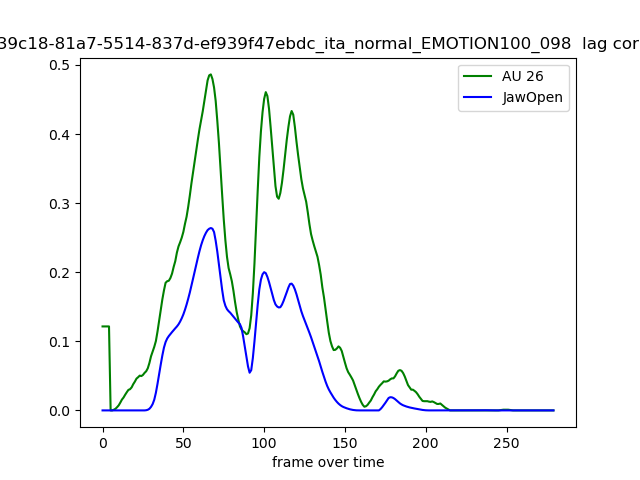 39c18-81a7-5514-837d-ef939f47ebdc_ita_normal_EMOTION100_098 lag cor
AU 26
JawOpen
0.5
0.4
0.3
0.2
0.1
0.0
0 50 100 150 200 250
frame over time